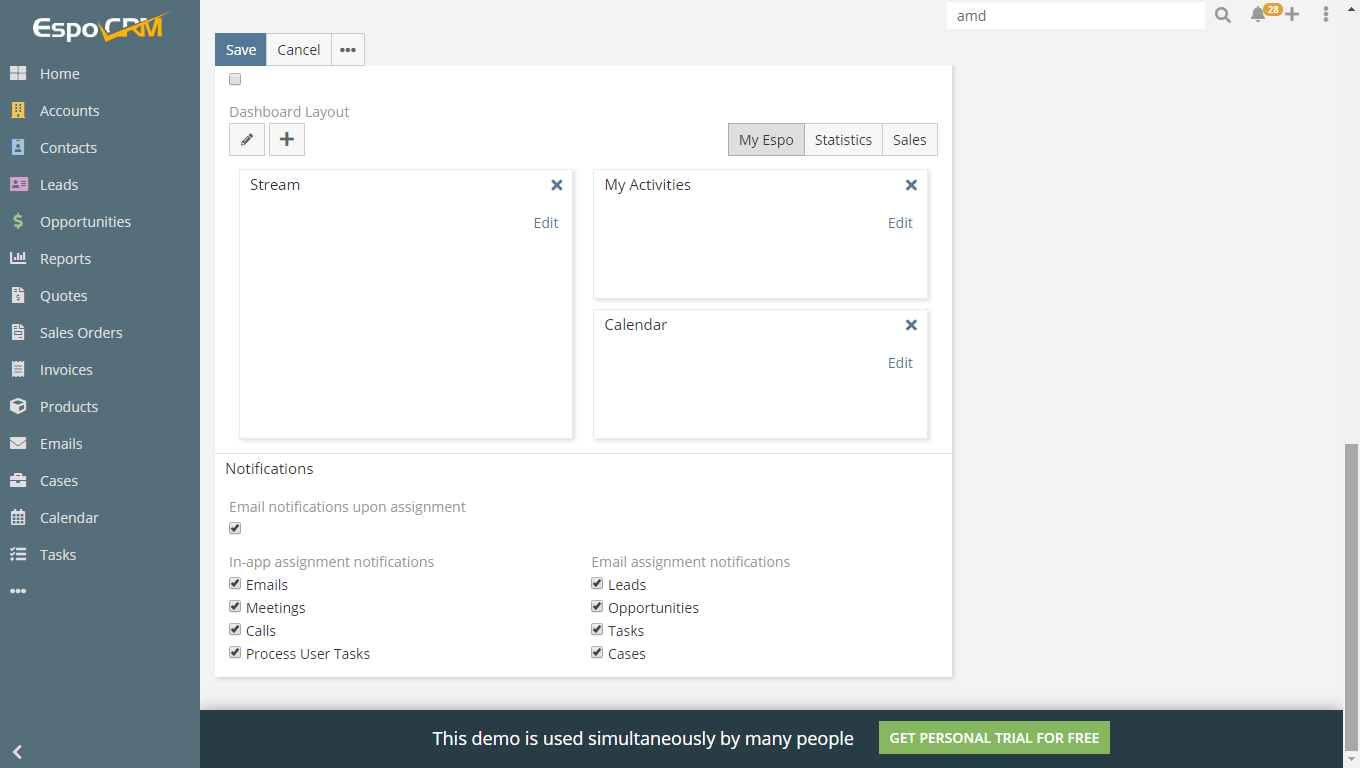 EspoCRM
amd
28
Save
Cancel
Home
Accounts
Contacts
Leads
Opportunities
Reports
Quotes
Sales Orders
Invoices
Products
Emails
Cases
Calendar
Tasks
Dashboard Layout
My Espo
Statistics
Sales
Stream
Edit
My Activities
Edit
Calendar
Edit
Notifications
Email notifications upon assignment
In-app assignment notifications
Emails
Meetings
Calls
Process User Tasks
Email assignment notifications
Leads
Opportunities
Tasks
Cases
This demo is used simultaneously by many people
GET PERSONAL TRIAL FOR FREE